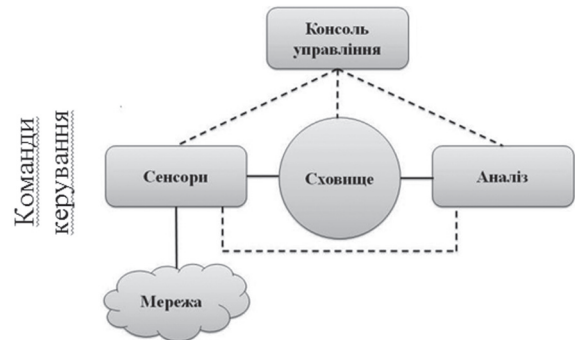 Консоль
управління
Команди
керування
Сенсори
Сховище
Аналіз
Мережа